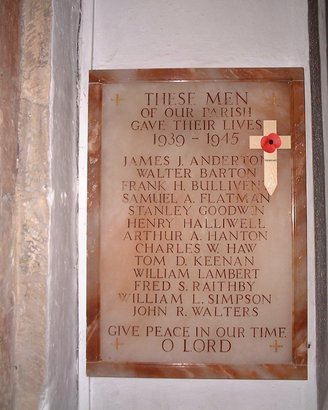 THESE MEN
OF OUR PARISH
GAVE THEIR LIVES
1939 - 1945
JAMES J. ANDERTON
WALTER BARTON
FRANK H. BULLIVENT
SAMUEL A. FLATMAN
STANLEY GOODWIN
HENRY HALLIWELL
ARTHUR A. HANTON
CHARLES W. HAW
TOM D. KEENAN
WILLIAM LAMBERT
FRED S. RAITHBY
WILLIAM L. SIMPSON
JOHN R. WALTERS
GIVE PEACE IN OUR TIME
O LORD